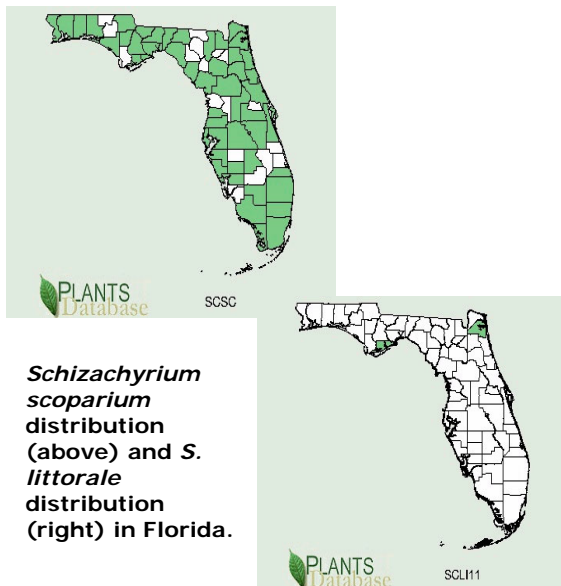 PLANTS
Database
SCSC
Schizachyrium
scoparium
distribution
(above) and S.
littorale
distribution
(right) in Florida.
PLANTS
Database
SCLI11